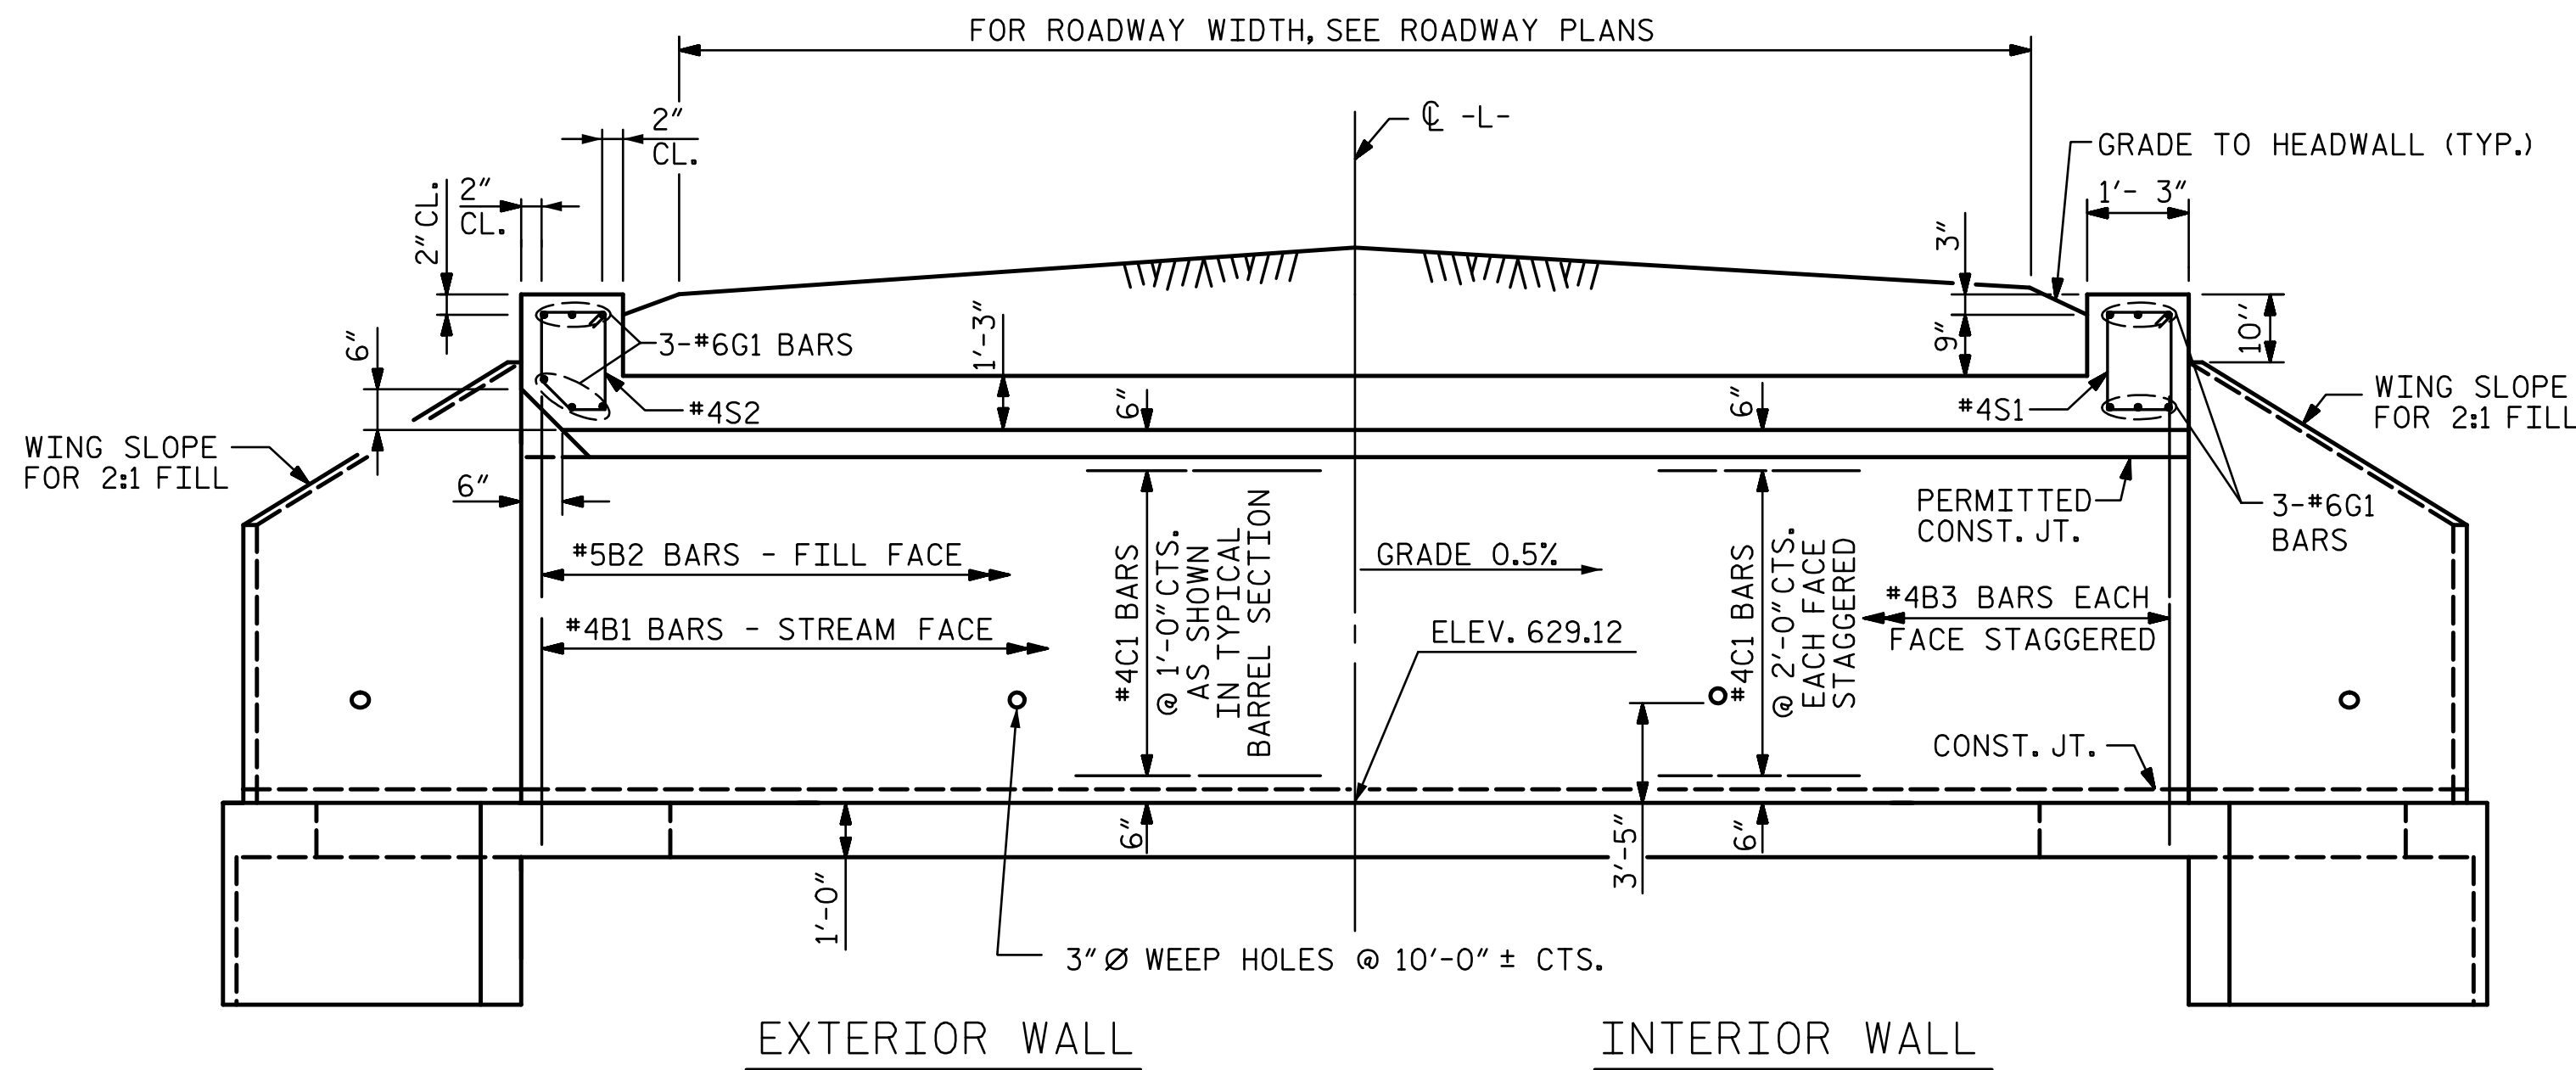 FOR ROADWAY WIDTH, SEE ROADWAY PLANS
2"
CL.
℄ -L-
GRADE TO HEADWALL (TYP.)
2" CL.
2"
CL.
1'- 3"
3"
6"
3-#6G1 BARS
1'-3"
9"
10"
#4S2
6"
6"
#4S1
WING SLOPE
FOR 2:1 FILL
WING SLOPE
FOR 2:1 FILL
6"
PERMITTED
CONST. JT.
3-#6G1
BARS
#5B2 BARS - FILL FACE
#4C1 BARS
@ 1'-0" CTS.
AS SHOWN
IN TYPICAL
BARREL SECTION
GRADE 0.5%
#4C1 BARS
@ 2'-0" CTS.
EACH FACE
STAGGERED
#4B3 BARS EACH
FACE STAGGERED
#4B1 BARS - STREAM FACE
ELEV. 629.12
CONST. JT.
6"
6"
3'-5"
1'-0"
3" Ø WEEP HOLES @ 10'-0" ± CTS.
EXTERIOR WALL
INTERIOR WALL